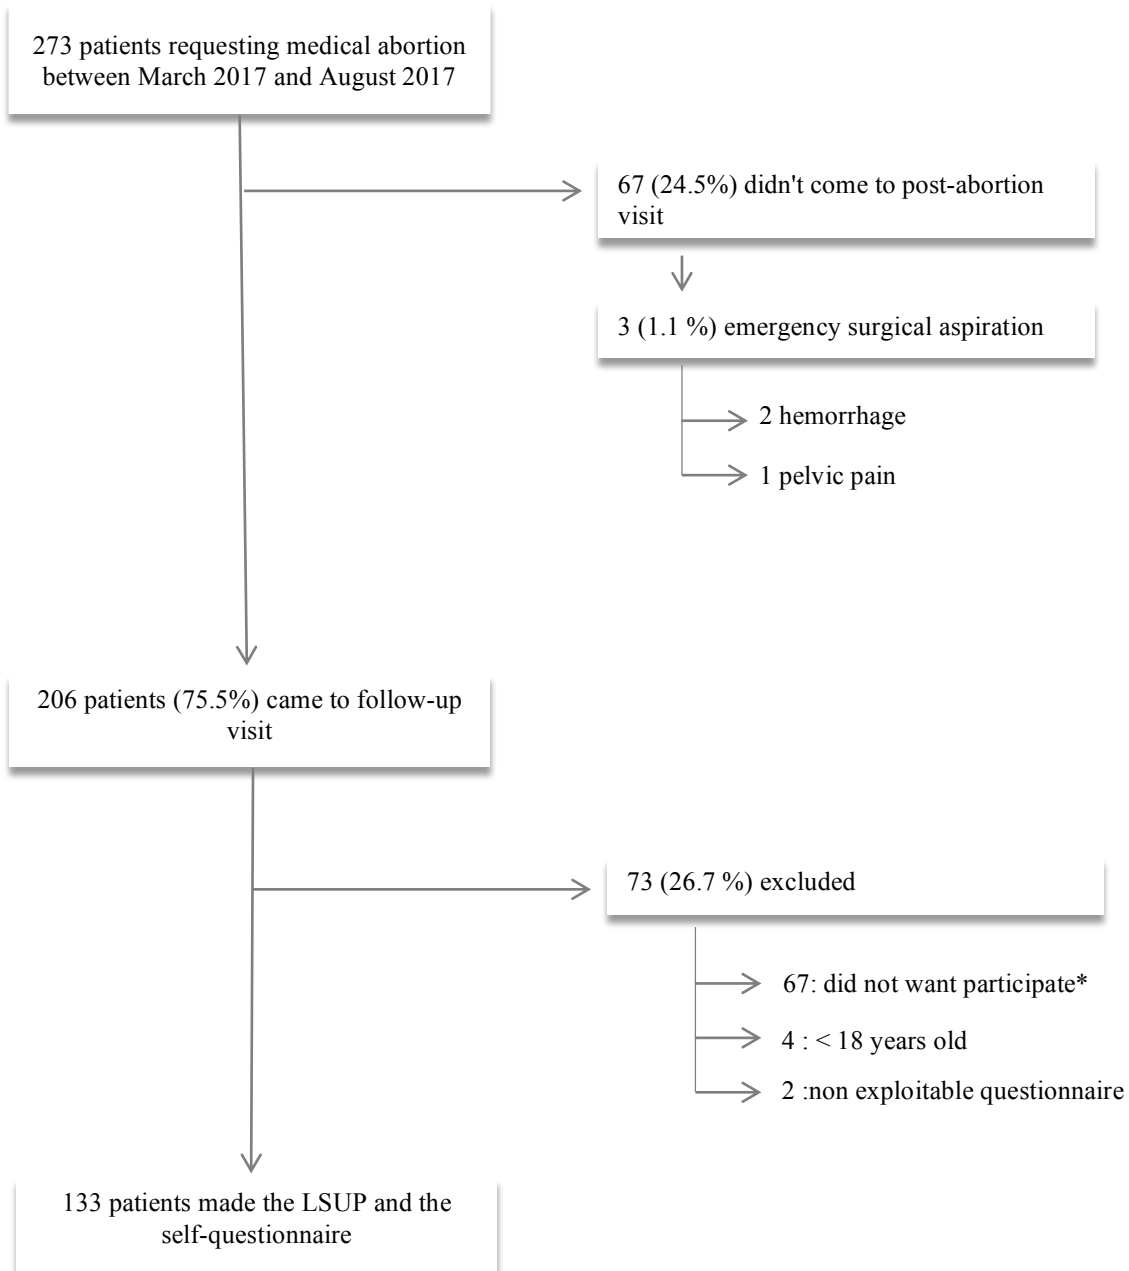 273 patients requesting medical abortion
between March 2017 and August 2017
67 (24.5%) didn't come to post-abortion
visit
3 (1.1 %) emergency surgical aspiration
2 hemorrhage
1 pelvic pain
206 patients (75.5%) came to follow-up
visit
73 (26.7 %) excluded
67: did not want participate*
4 : < 18 years old
2 :non exploitable questionnaire
133 patients made the LSUP and the
self-questionnaire